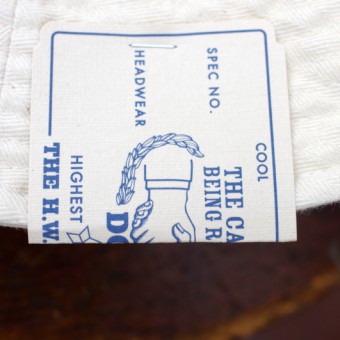 COOL
THE CA
BEING R
SPEC NO.
HEADWEAR
DO
HIGHEST
THE H.W.